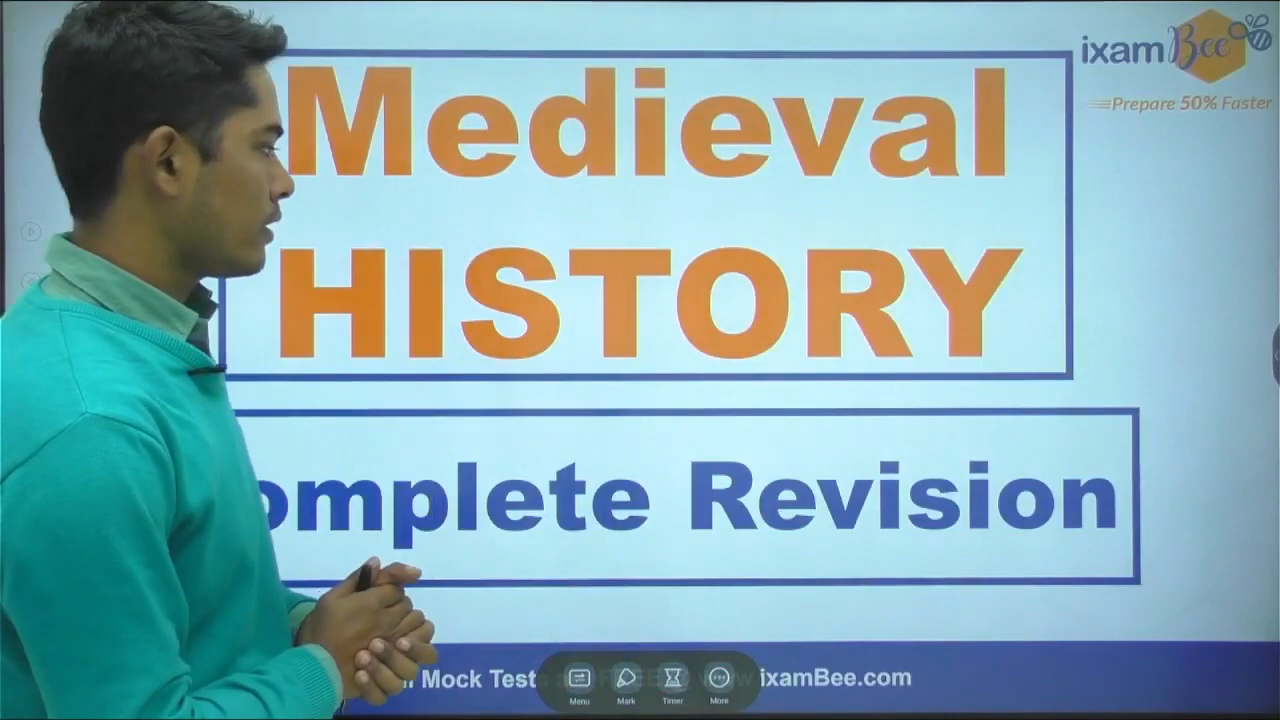 ixamBee
Prepare 50% Faster
Medieval
HISTORY
omplete Revision
Mock Test
ixamBee.com
Menu
Mark
Timer
More